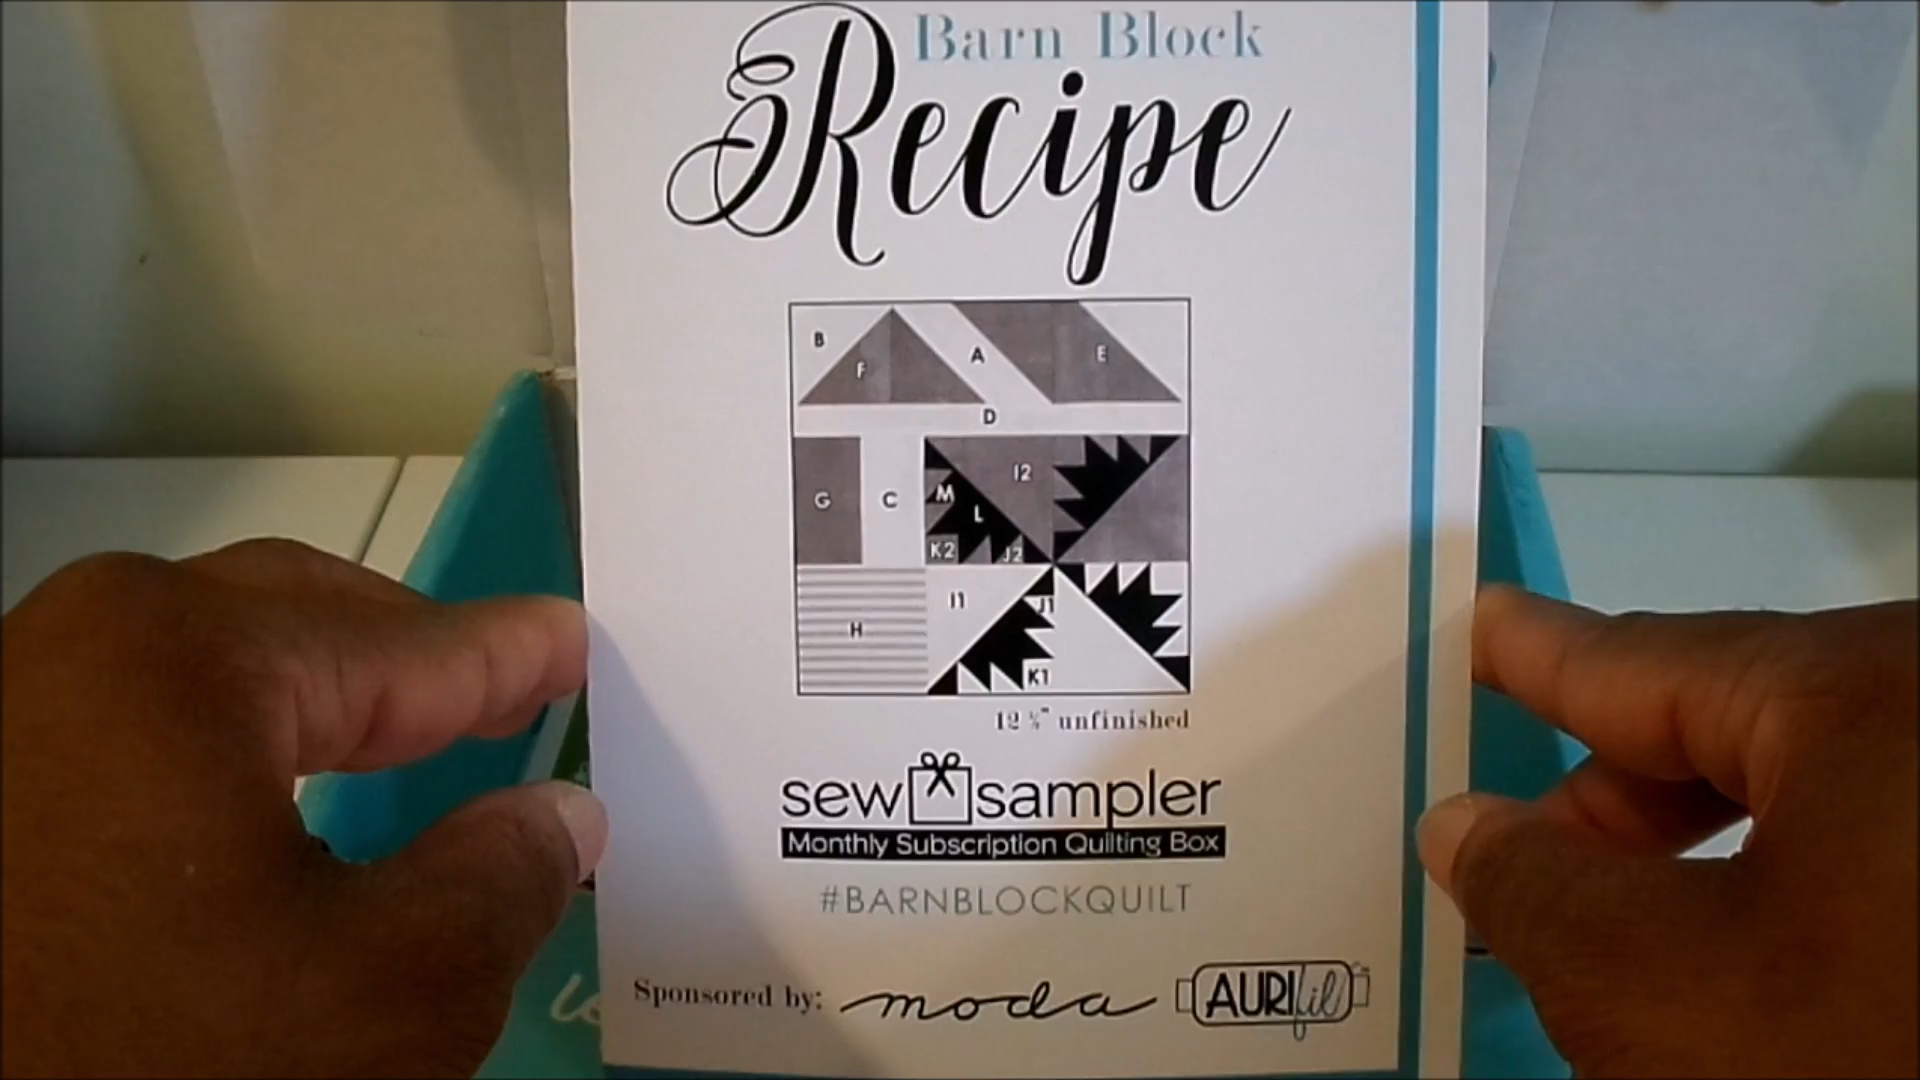 Barn Block
Recipe
B
F
A
E
D
G
C
M
L
I2
K2
J2
H
I1
J1
K1
12 ½" unfinished
sew sampler
Monthly Subscription Quilting Box
#BARNBLOCKQUILT
Sponsored by: moda AURIfil